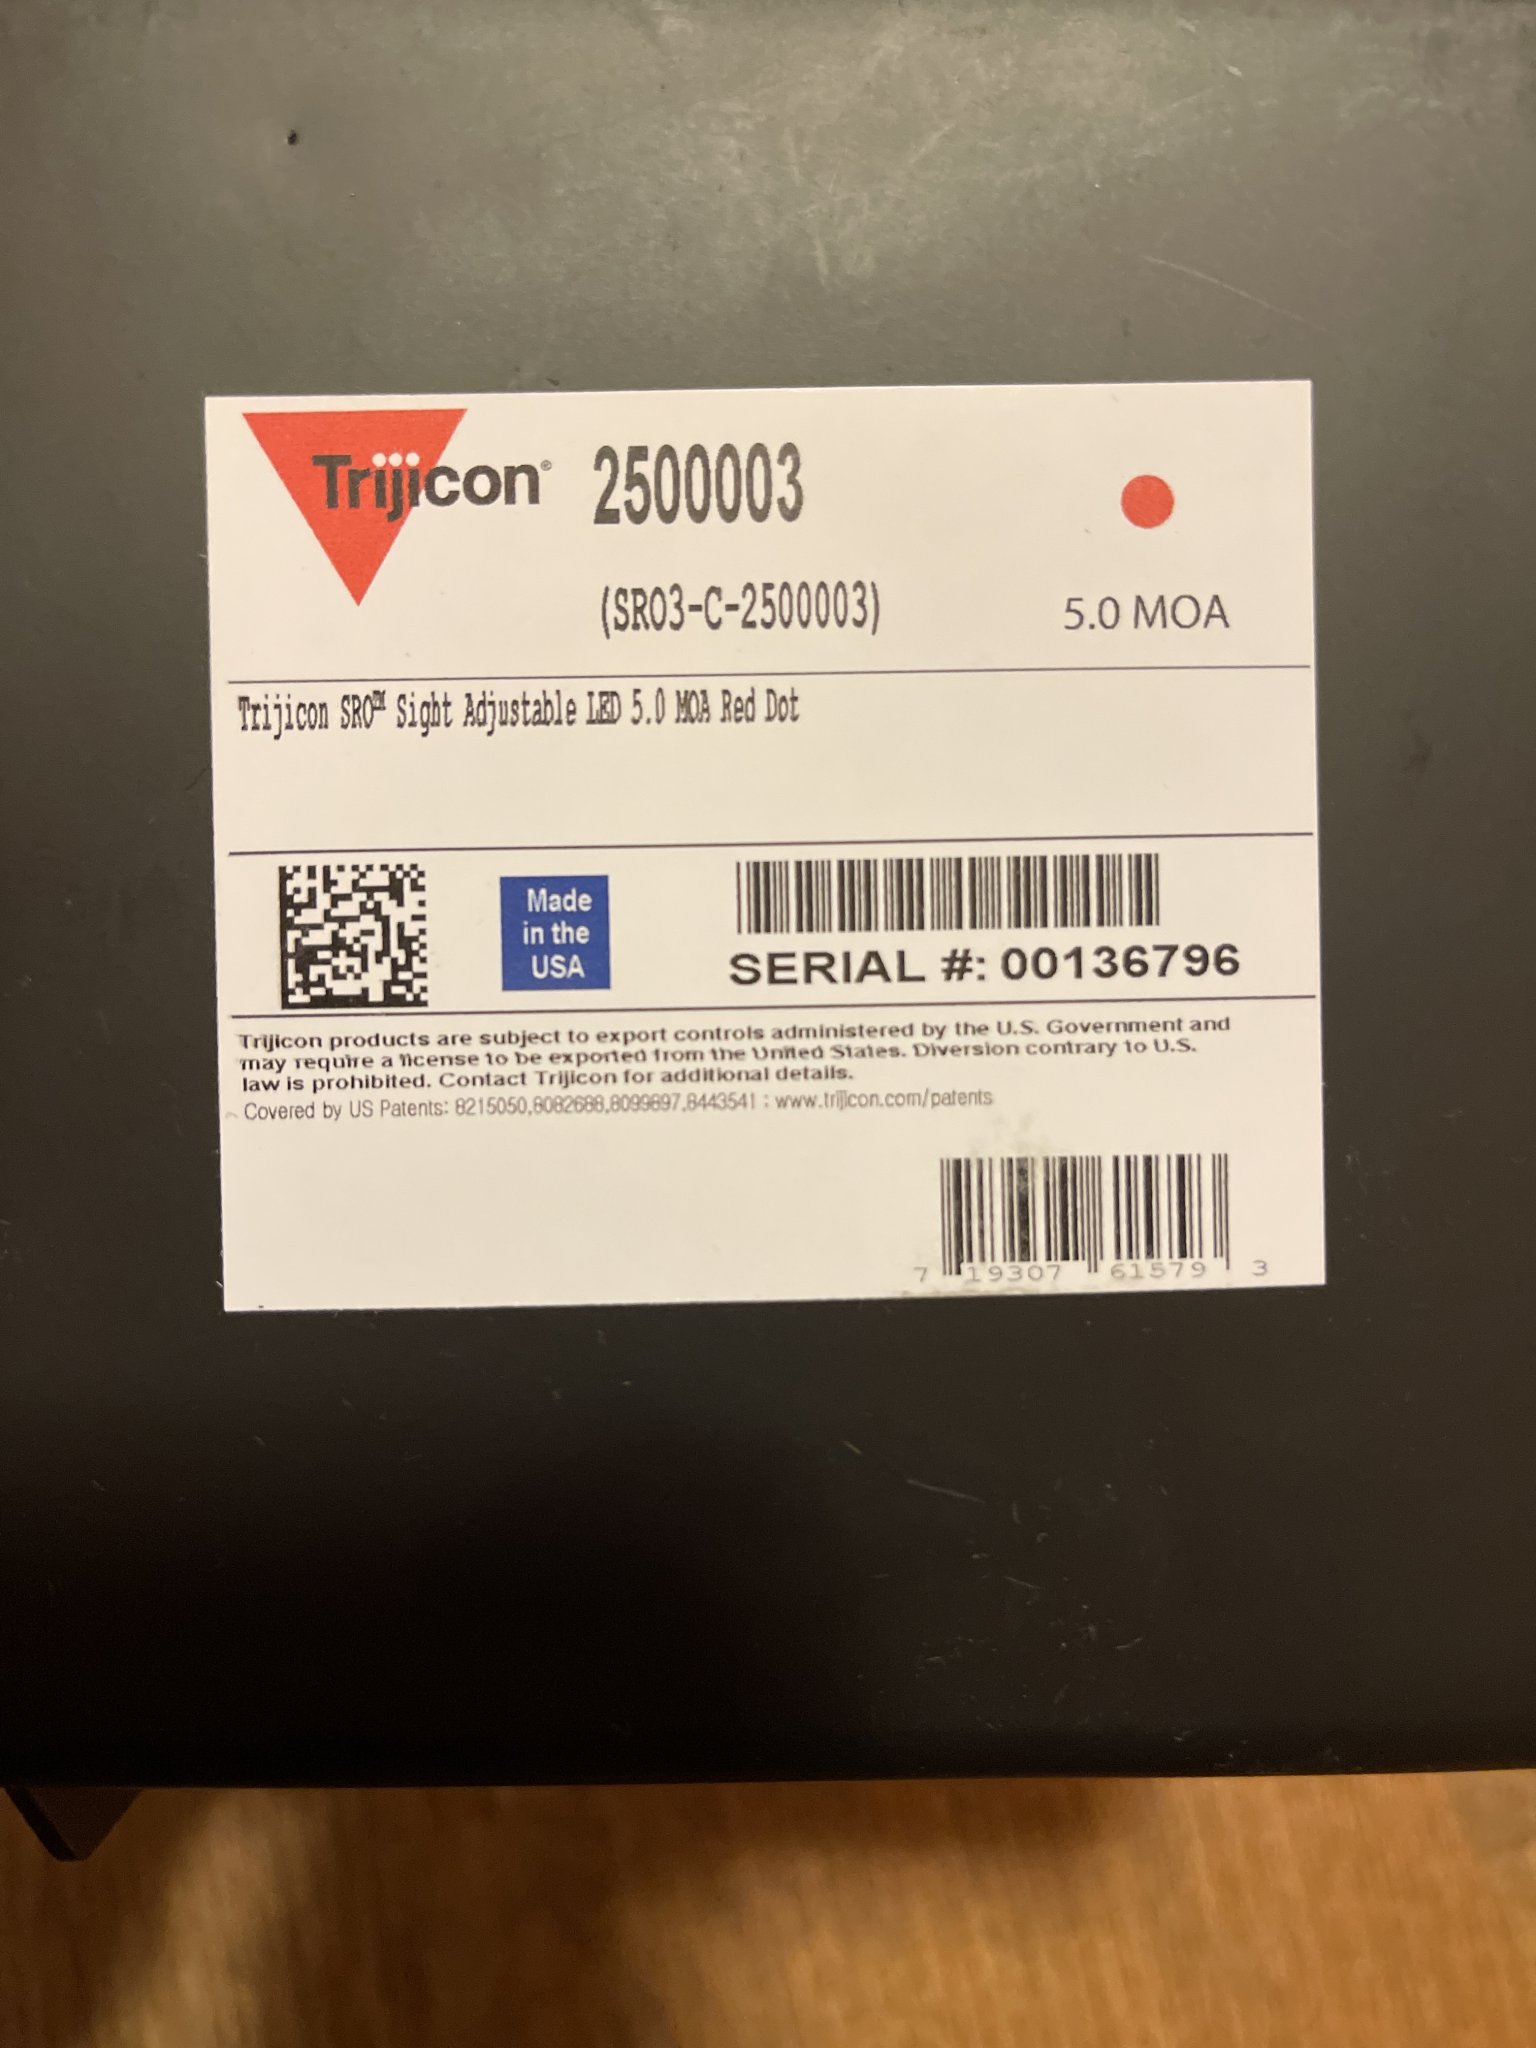 Trijicon® 2500003
(SRO3-C-2500003)
5.0 MOA
Trijicon SRO™ Sight Adjustable LED 5.0 MOA Red Dot
Made
in the
USA
SERIAL #: 00136796
Trijicon products are subject to export controls administered by the U.S. Government and
may require a license to be exported from the United States. Diversion contrary to U.S.
law is prohibited. Contact Trijicon for additional details.
Covered by US Patents: 8215050,8082688,8099897,8443541 : www.trijicon.com/patents
7 19307 61579 3